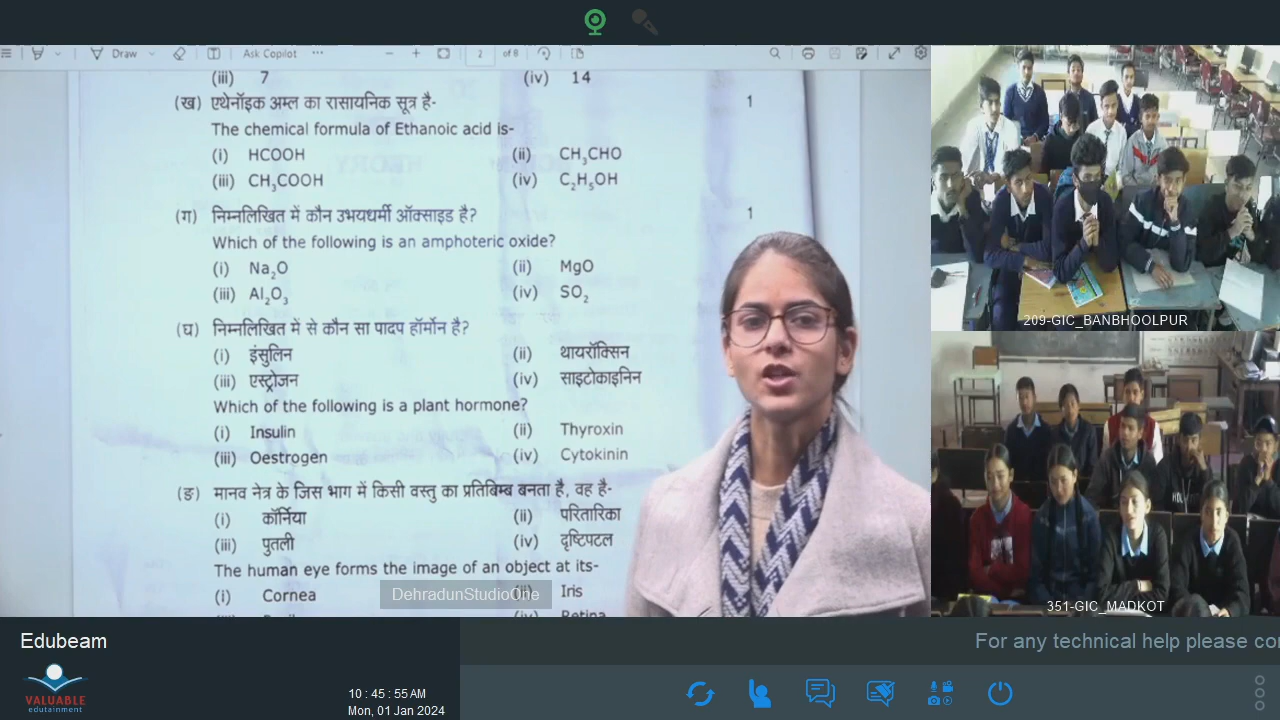 Draw
Ask Copilot
2
of 8
(iii) 7 (iv) 14
(ख) एथेनॉइक अम्ल का रासायनिक सूत्र है- 1
The chemical formula of Ethanoic acid is-
(i) HCOOH (ii) CH₃CHO
(iii) CH₃COOH (iv) C₂H₅OH
(ग) निम्नलिखित में कौन उभयधर्मी ऑक्साइड है? 1
Which of the following is an amphoteric oxide?
(i) Na₂O (ii) MgO
(iii) Al₂O₃ (iv) SO₂
(घ) निम्नलिखित में से कौन सा पादप हॉर्मोन है?
(i) इंसुलिन (ii) थायरॉक्सिन
(iii) एस्ट्रोजन (iv) साइटोकाइनिन
Which of the following is a plant hormone?
(i) Insulin (ii) Thyroxin
(iii) Oestrogen (iv) Cytokinin
(ङ) मानव नेत्र के जिस भाग में किसी वस्तु का प्रतिबिम्ब बनता है, वह है-
(i) कॉर्निया (ii) परितारिका
(iii) पुतली (iv) दृष्टिपटल
The human eye forms the image of an object at its-
(i) Cornea (ii) Iris
(iv) Retina
DehradunStudioOne
209-GIC_BANBHOOLPUR
351-GIC_MADKOT
Edubeam
For any technical help please
VALUABLE
edutainment
10 : 45 : 55 AM
Mon, 01 Jan 2024